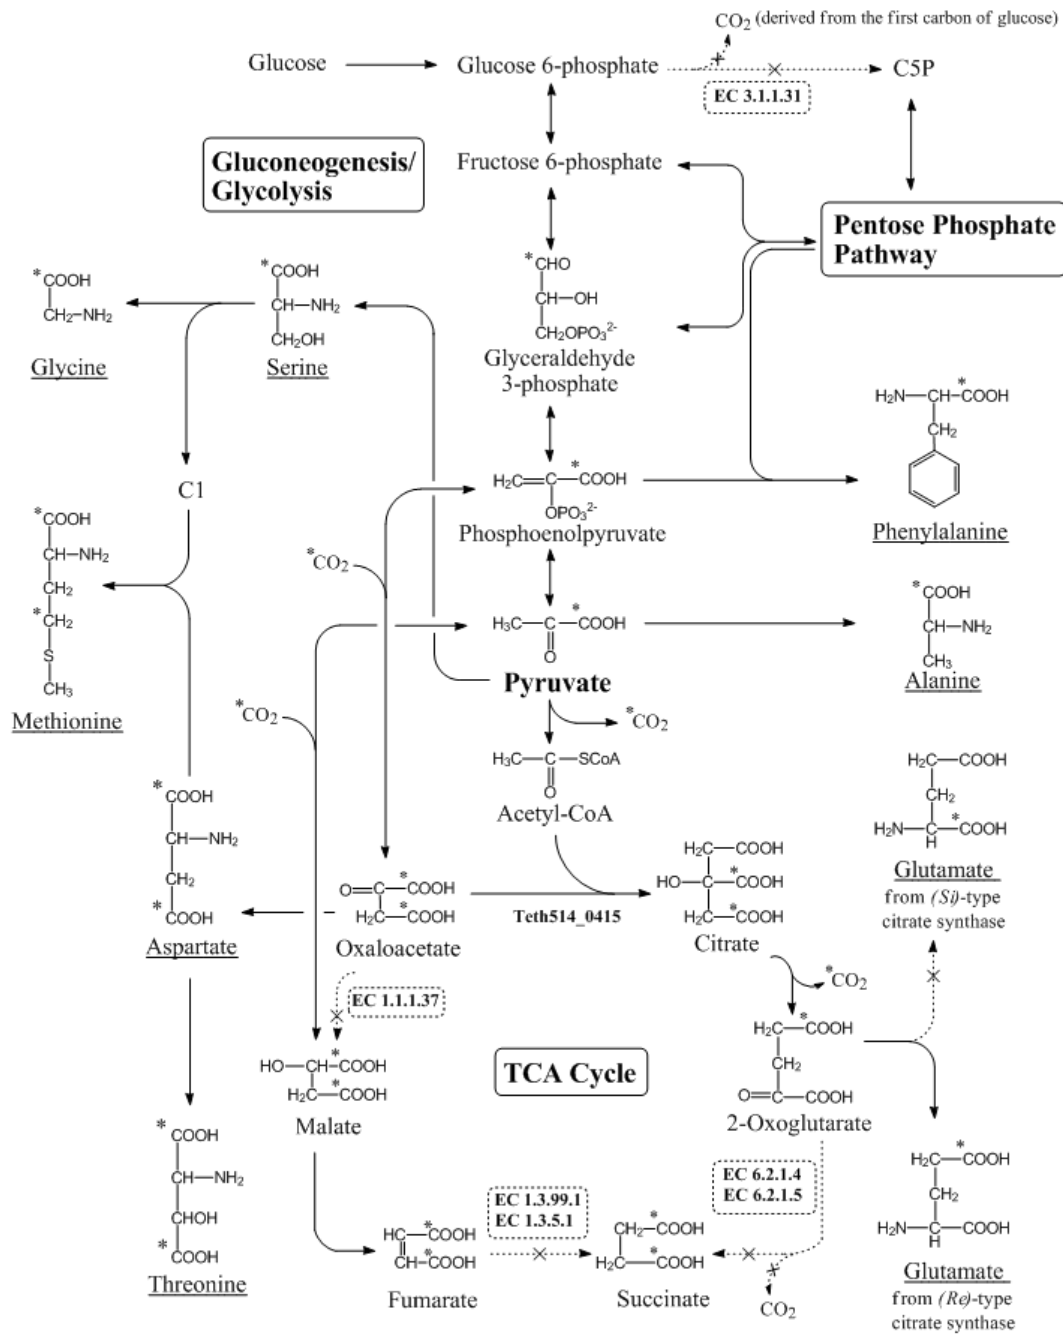 CO2 (derived from the first carbon of glucose)
Glucose
Glucose 6-phosphate
C5P
EC 3.1.1.31
Gluconeogenesis/
Glycolysis
Fructose 6-phosphate
Pentose Phosphate
Pathway
*COOH
CH2-NH2
Glycine
*COOH
CH-NH2
CH2OH
Serine
*CHO
CH-OH
CH2OPO3 2-
Glyceraldehyde
3-phosphate
H2N-CH-*COOH
CH2
Phenylalanine
C1
H2C=C-*COOH
OPO3 2-
Phosphoenolpyruvate
*COOH
CH-NH2
CH2
*CH2
S
CH3
Methionine
*CO2
H3C-C-*COOH
O
Pyruvate
*COOH
CH-NH2
CH3
Alanine
*CO2
*CO2
H3C-C-SCoA
O
Acetyl-CoA
H2C-COOH
CH2
H2N-C-*COOH
H
Glutamate
from (Si)-type
citrate synthase
*COOH
CH-NH2
CH2
*COOH
Aspartate
O=C-*COOH
H2C-*COOH
Oxaloacetate
Teth514_0415
H2C-COOH
HO-C-*COOH
H2C-*COOH
Citrate
*CO2
EC 1.1.1.37
HO-CH-*COOH
H2C-*COOH
Malate
TCA Cycle
H2C-*COOH
CH2
O=C-COOH
2-Oxoglutarate
*COOH
CH-NH2
CHOH
*COOH
Threonine
EC 1.3.99.1
EC 1.3.5.1
EC 6.2.1.4
EC 6.2.1.5
HC-*COOH
CH-*COOH
Fumarate
CH2-*COOH
H2C-*COOH
Succinate
CO2
H2C-*COOH
CH2
H2N-C-COOH
H
Glutamate
from (Re)-type
citrate synthase